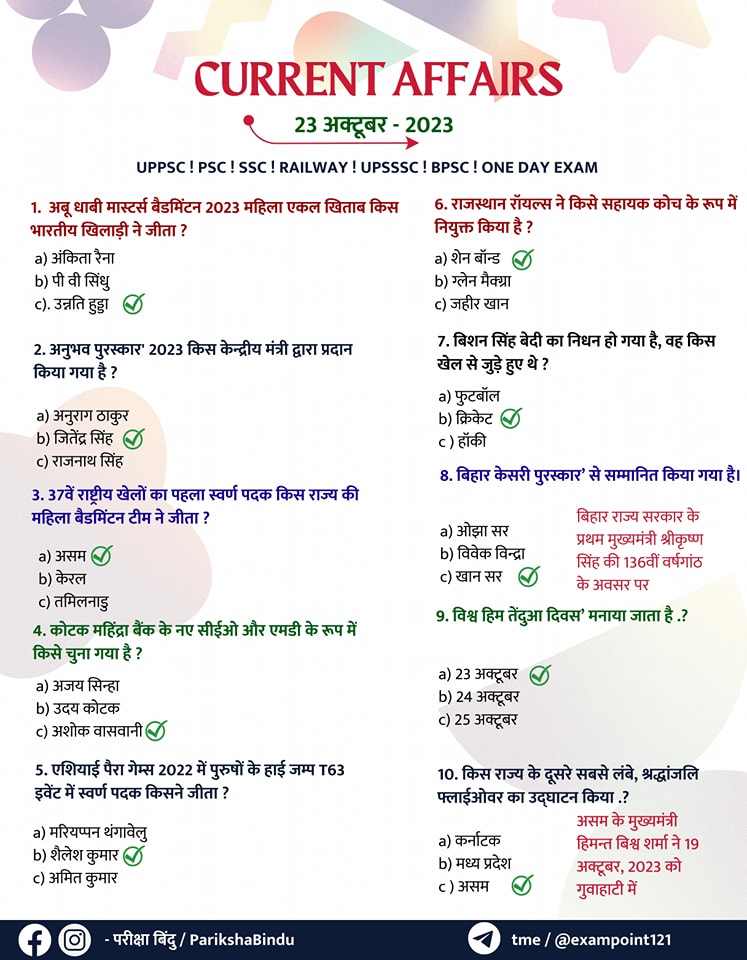 CURRENT AFFAIRS
23 अक्टूबर - 2023
UPPSC ! PSC ! SSC ! RAILWAY ! UPSSSC ! BPSC ! ONE DAY EXAM
1. अबू धाबी मास्टर्स बैडमिंटन 2023 महिला एकल खिताब किस
भारतीय खिलाड़ी ने जीता ?
a) अंकिता रैना
b) पी वी सिंधु
c). उन्नति हुड्डा
2. अनुभव पुरस्कार' 2023 किस केन्द्रीय मंत्री द्वारा प्रदान
किया गया है ?
a) अनुराग ठाकुर
b) जितेंद्र सिंह
c) राजनाथ सिंह
3. 37वें राष्ट्रीय खेलों का पहला स्वर्ण पदक किस राज्य की
महिला बैडमिंटन टीम ने जीता ?
a) असम
b) केरल
c) तमिलनाडु
4. कोटक महिंद्रा बैंक के नए सीईओ और एमडी के रूप में
किसे चुना गया है ?
a) अजय सिन्हा
b) उदय कोटक
c) अशोक वासवानी
5. एशियाई पैरा गेम्स 2022 में पुरुषों के हाई जम्प T63
इवेंट में स्वर्ण पदक किसने जीता ?
a) मरियप्पन थंगावेलु
b) शैलेश कुमार
c) अमित कुमार
6. राजस्थान रॉयल्स ने किसे सहायक कोच के रूप में
नियुक्त किया है ?
a) शेन बॉन्ड
b) ग्लेन मैक्ग्रा
c) जहीर खान
7. बिशन सिंह बेदी का निधन हो गया है, वह किस
खेल से जुड़े हुए थे ?
a) फुटबॉल
b) क्रिकेट
c ) हॉकी
8. बिहार केसरी पुरस्कार’ से सम्मानित किया गया है।
a) ओझा सर
b) विवेक विन्द्रा
c) खान सर
बिहार राज्य सरकार के
प्रथम मुख्यमंत्री श्रीकृष्ण
सिंह की 136वीं वर्षगांठ
के अवसर पर
9. विश्व हिम तेंदुआ दिवस’ मनाया जाता है .?
a) 23 अक्टूबर
b) 24 अक्टूबर
c) 25 अक्टूबर
10. किस राज्य के दूसरे सबसे लंबे, श्रद्धांजलि
फ्लाईओवर का उद्घाटन किया .?
a) कर्नाटक
b) मध्य प्रदेश
c ) असम
असम के मुख्यमंत्री
हिमन्त बिश्व शर्मा ने 19
अक्टूबर, 2023 को
गुवाहाटी में
- परीक्षा बिंदु / ParikshaBindu
tme / @exampoint121